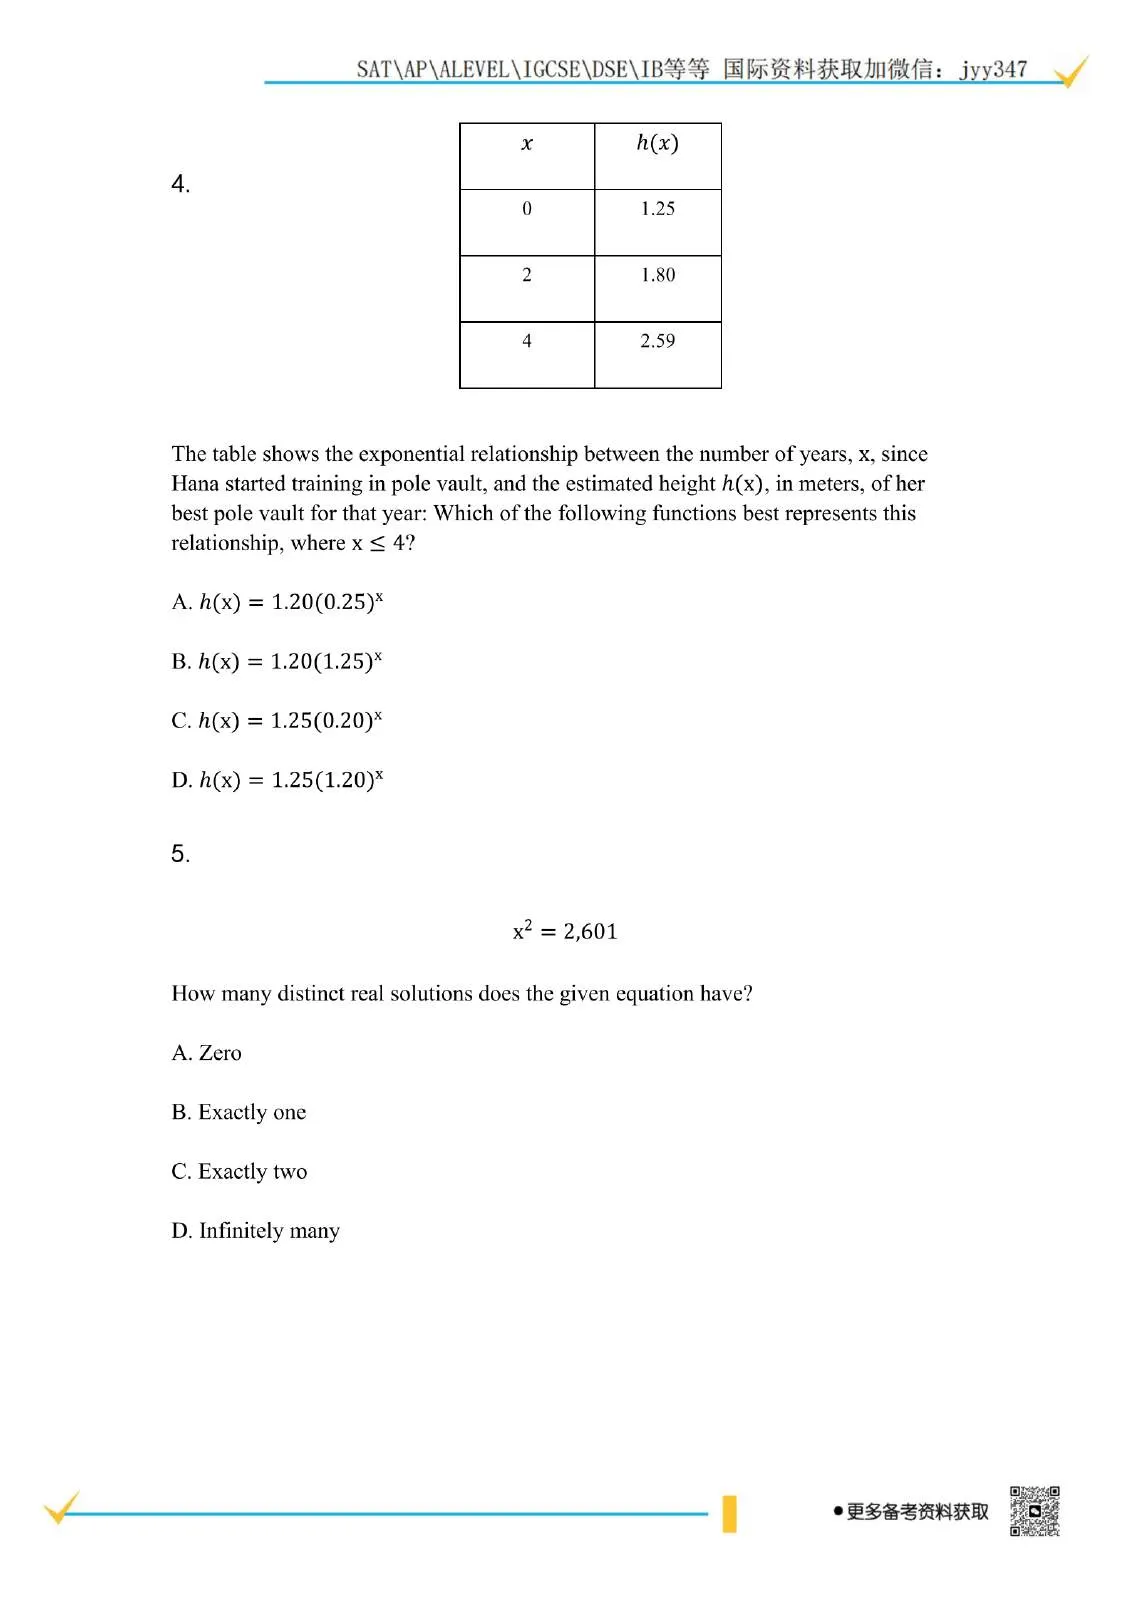 SAT\AP\ALEVEL\IGCSE\DSE\IB等等 国际资料获取加微信：jyy347
4.
x h(x)
0 1.25
2 1.80
4 2.59
The table shows the exponential relationship between the number of years, x, since
Hana started training in pole vault, and the estimated height h(x), in meters, of her
best pole vault for that year: Which of the following functions best represents this
relationship, where x ≤ 4?
A. h(x) = 1.20(0.25)ˣ
B. h(x) = 1.20(1.25)ˣ
C. h(x) = 1.25(0.20)ˣ
D. h(x) = 1.25(1.20)ˣ
5.
x² = 2,601
How many distinct real solutions does the given equation have?
A. Zero
B. Exactly one
C. Exactly two
D. Infinitely many
●更多备考资料获取